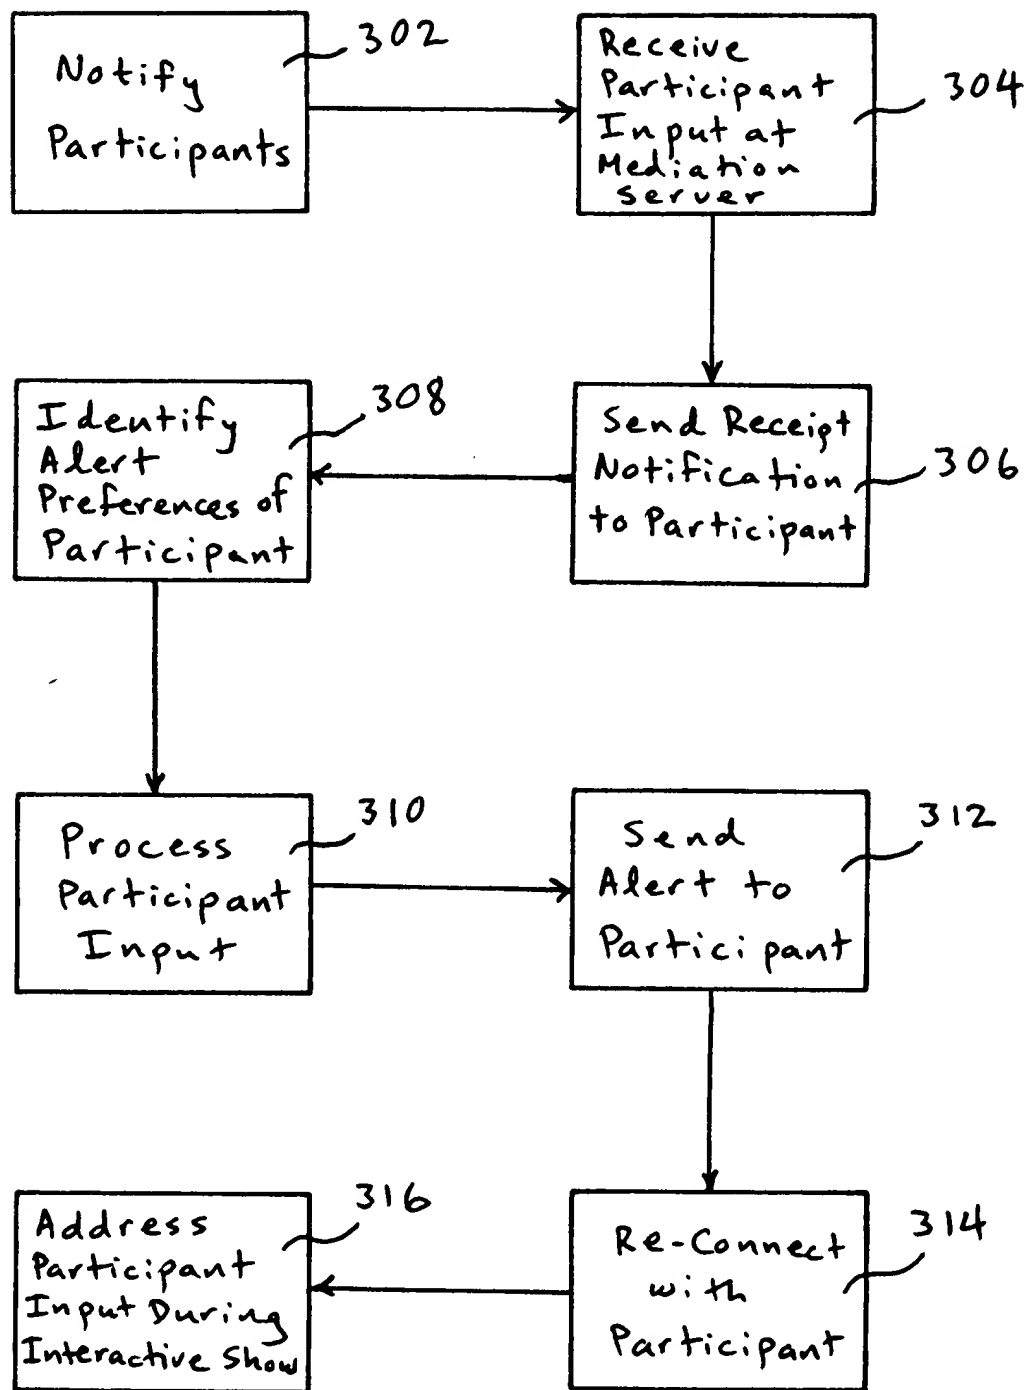 Notify
Participants
302
Receive
Participant
Input at
Mediation
Server
304
Send Receipt
Notification
to Participant
306
Identify
Alert
Preferences of
Participant
308
Process
Participant
Input
310
Send
Alert to
Participant
312
Re-Connect
with
Participant
314
Address
Participant
Input During
Interactive Show
316